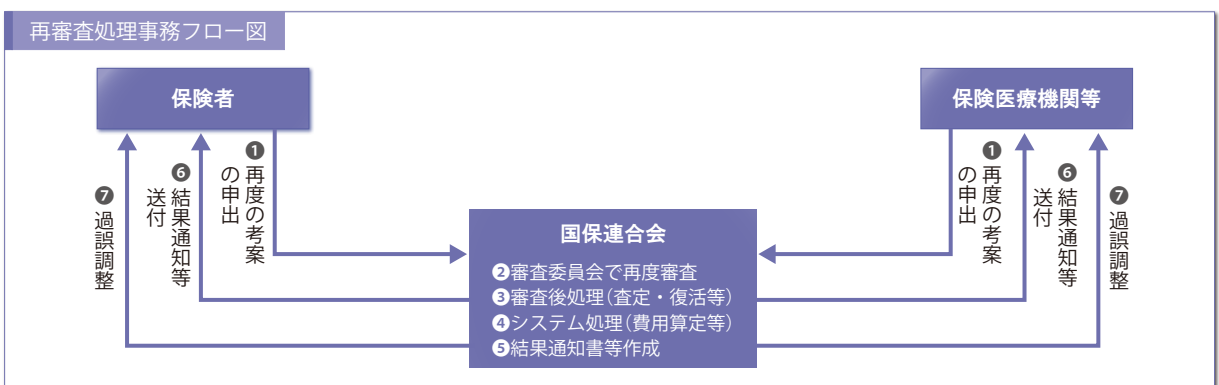 再審査処理事務フロー図
保険者
保険医療機関等
❶再度の考案
の申出
❻結果通知等
送付
❼過誤調整
❶再度の考案
の申出
❻結果通知等
送付
❼過誤調整
国保連合会
❷審査委員会で再度審査
❸審査後処理（査定・復活等）
❹システム処理（費用算定等）
❺結果通知書等作成